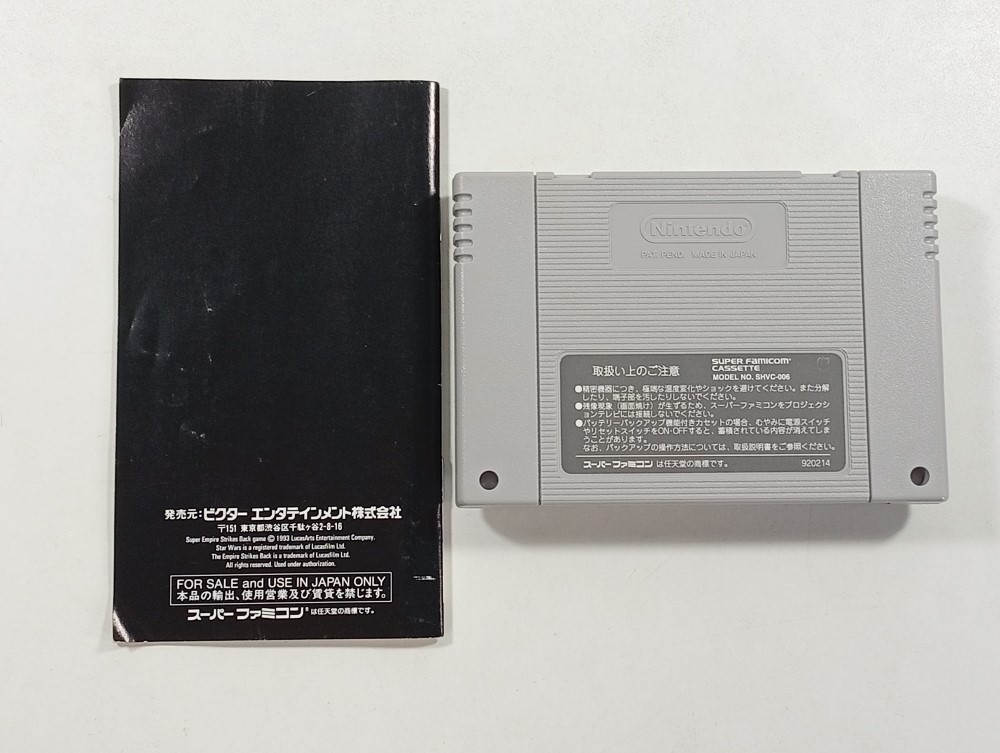 発売元:ビクター エンタテインメント株式会社
〒151 東京都渋谷区千駄ヶ谷2-8-16
Super Empire Strikes Back game © 1993 LucasArts Entertainment Company.
Star Wars is a registered trademark of Lucasfilm Ltd.
The Empire Strikes Back is a trademark of Lucasfilm Ltd.
All rights reserved. Used under authorization.
FOR SALE and USE IN JAPAN ONLY
本品の輸出、使用営業及び賃貸を禁じます。
スーパーファミコン®は任天堂の商標です。
Nintendo®
PAT. PEND. MADE IN JAPAN
取扱い上のご注意
SUPER FAMICOM
CASSETTE
MODEL NO. SHVC-006
●精密機器につき、極端な温度変化やショックを避けてください。また分解
したり、端子部を汚したりしないでください。
●残像現象(画面焼け)が生ずるため、スーパーファミコンをプロジェクシ
ョンテレビには接続しないでください。
●バッテリーバックアップ機能付きカセットの場合、むやみに電源スイッチ
やリセットスイッチをON・OFFすると、蓄積されている内容が消えてしま
うことがあります。
なお、バックアップの操作方法については、取扱説明書をご参照ください。
スーパーファミコンは任天堂の商標です。
920214